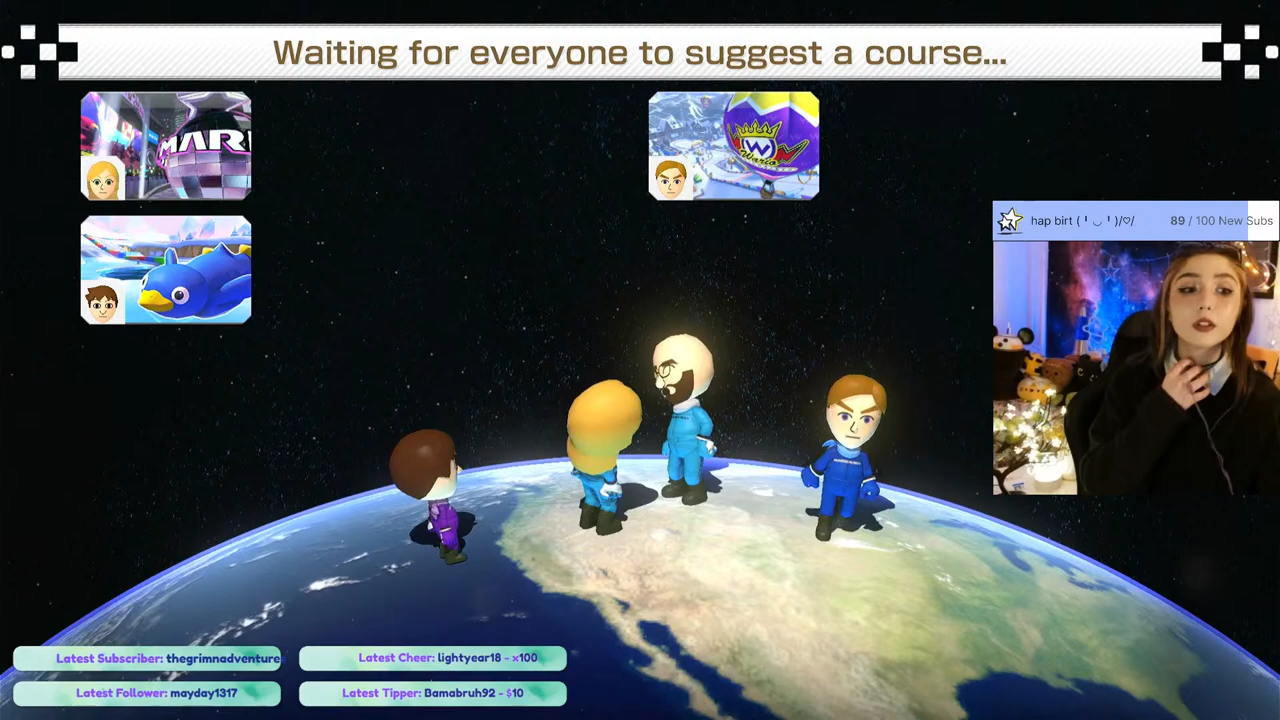 Waiting for everyone to suggest a course...
MAR
W
Wario
hap birt ( ╹ ◡ ╹ )/♡/ 89 / 100 New Subs
Latest Subscriber: thegrimnadventure
Latest Cheer: lightyear18 - x100
Latest Follower: mayday1317
Latest Tipper: Bamabruh92 - $10